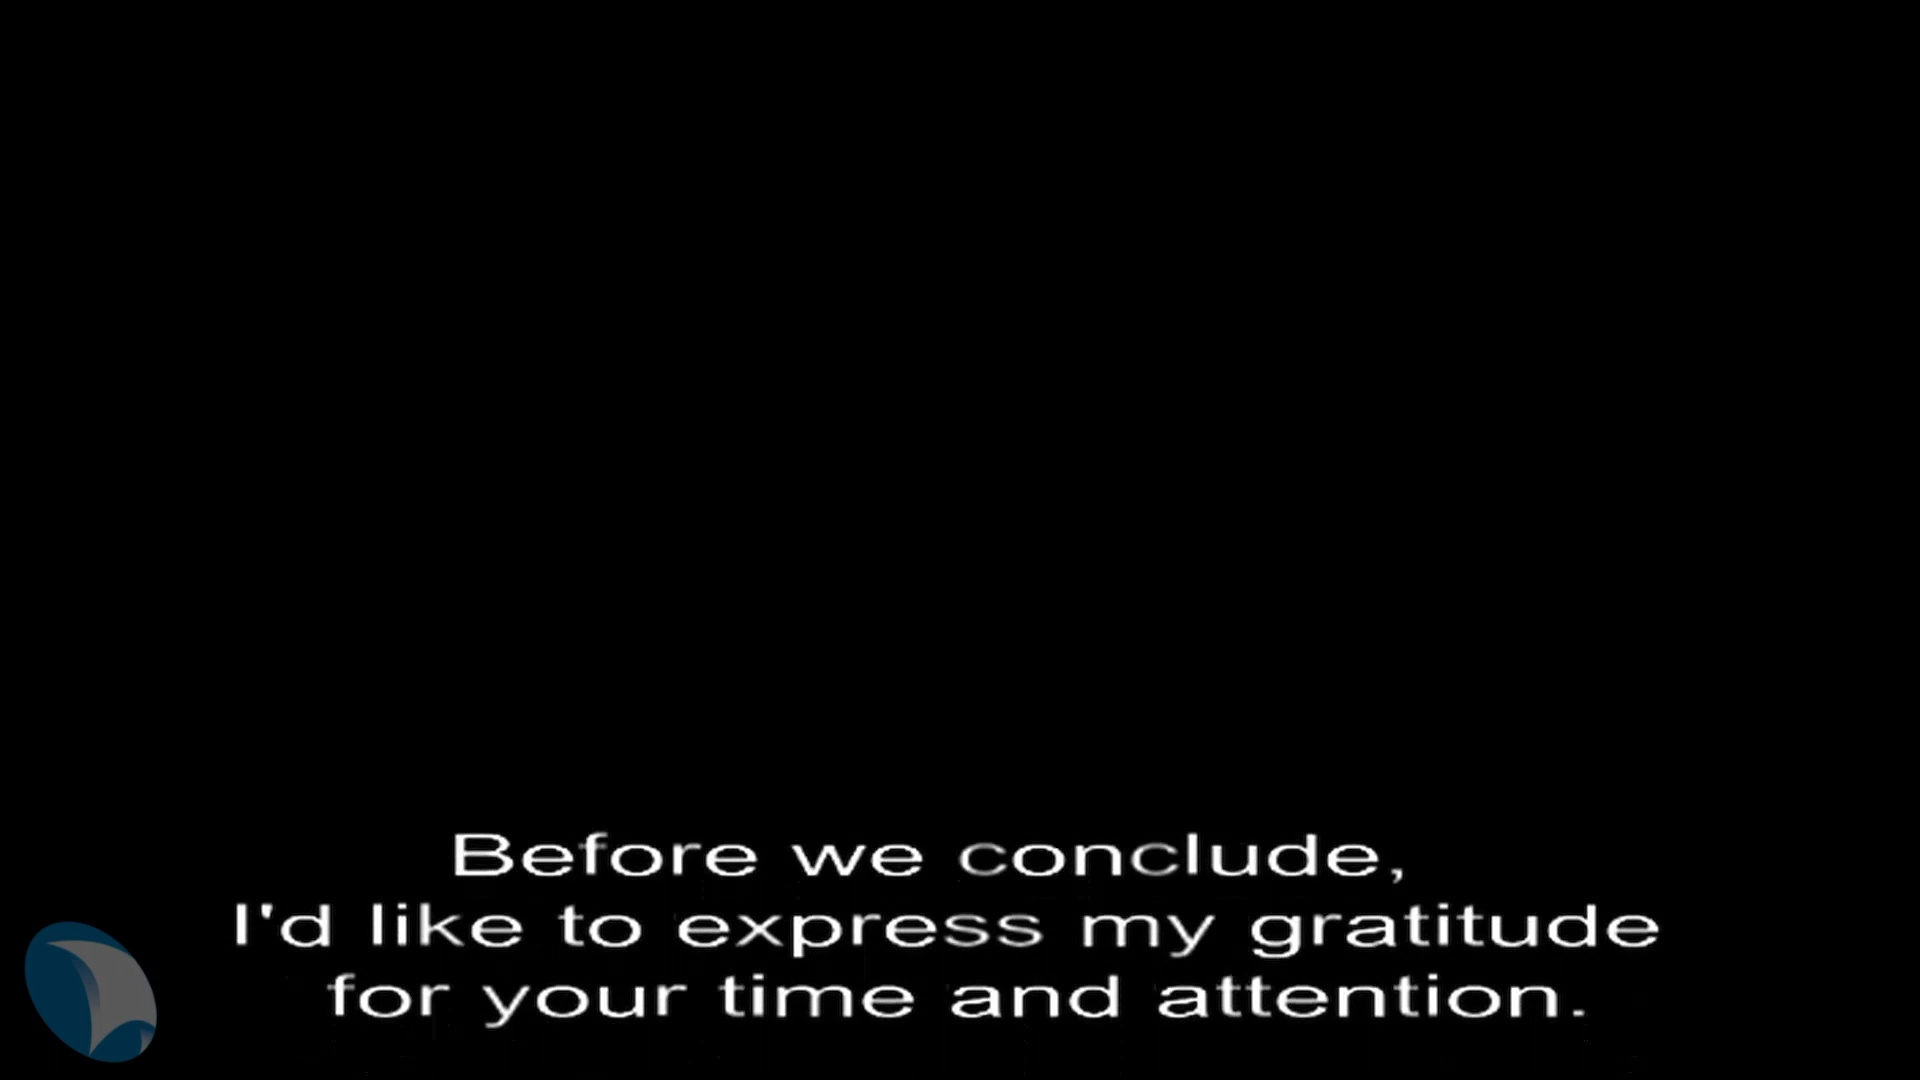 Before we conclude,
I'd like to express my gratitude
for your time and attention.